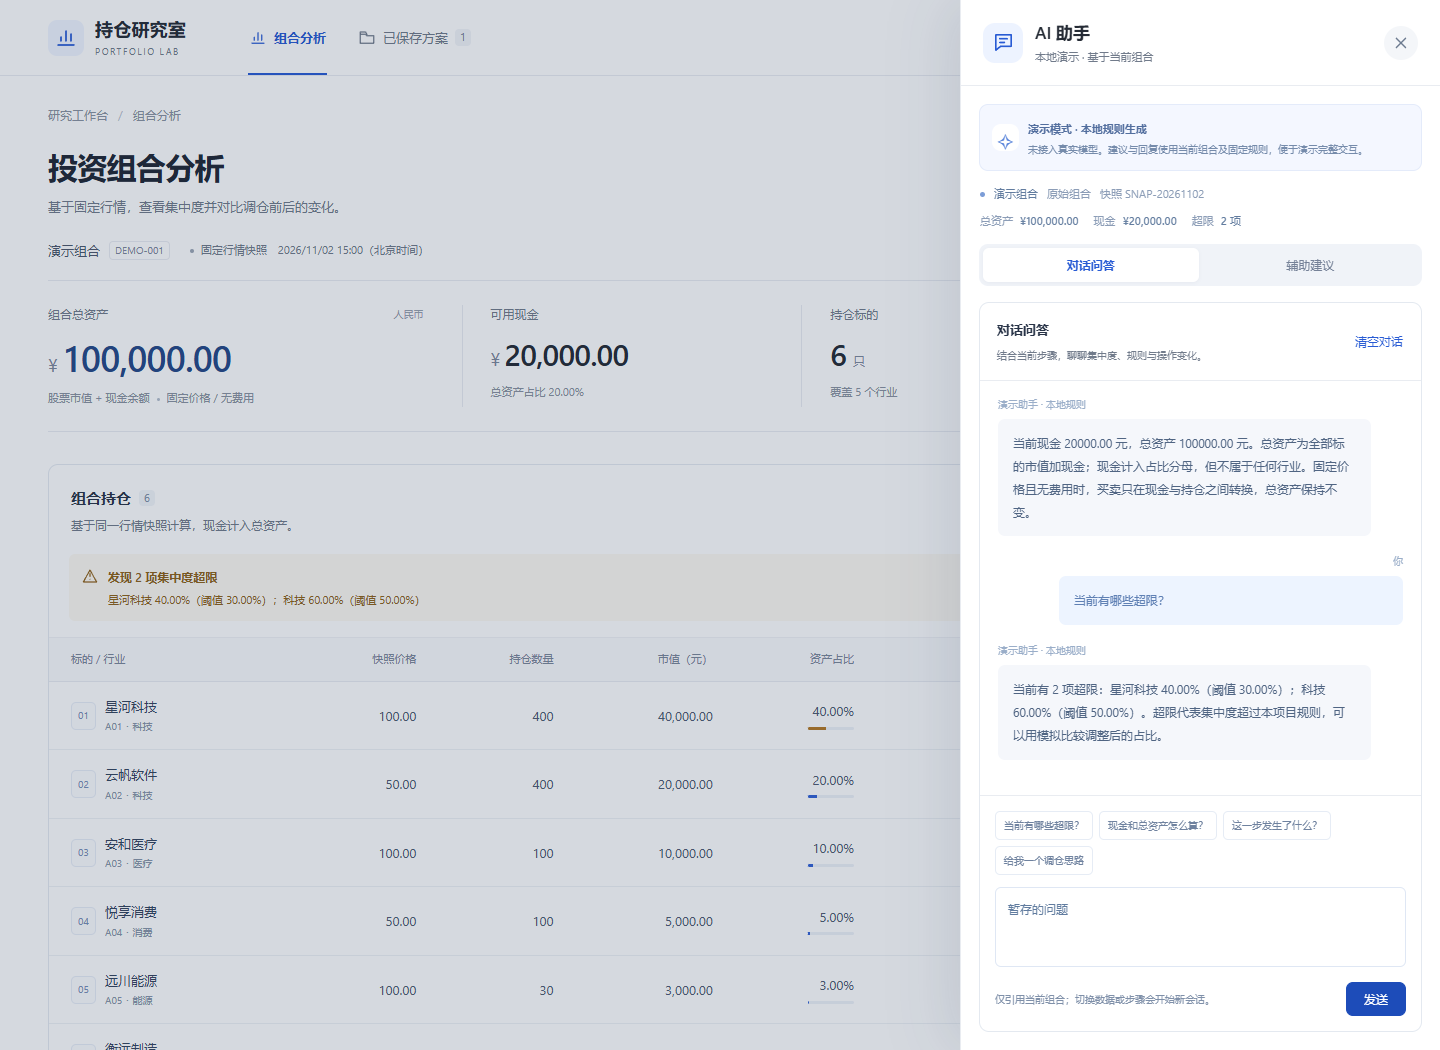 持仓研究室
PORTFOLIO LAB
组合分析
已保存方案 1
研究工作台 / 组合分析
投资组合分析
基于固定行情，查看集中度并对比调仓前后的变化。
演示组合 DEMO-001 固定行情快照 2026/11/02 15:00（北京时间）
组合总资产 人民币
¥ 100,000.00
股票市值 + 现金余额 • 固定价格 / 无费用
可用现金
¥ 20,000.00
总资产占比 20.00%
持仓标的
6 只
覆盖 5 个行业
组合持仓 6
基于同一行情快照计算，现金计入总资产。
发现 2 项集中度超限
星河科技 40.00%（阈值 30.00%）；科技 60.00%（阈值 50.00%）
标的 / 行业 快照价格 持仓数量 市值（元） 资产占比
01 星河科技 100.00 400 40,000.00 40.00%
A01 · 科技
02 云帆软件 50.00 400 20,000.00 20.00%
A02 · 科技
03 安和医疗 100.00 100 10,000.00 10.00%
A03 · 医疗
04 悦享消费 50.00 100 5,000.00 5.00%
A04 · 消费
05 远川能源 100.00 30 3,000.00 3.00%
A05 · 能源
衡远制造
AI 助手
本地演示 · 基于当前组合
演示模式 · 本地规则生成
未接入真实模型。建议与回复使用当前组合及固定规则，便于演示完整交互。
演示组合 原始组合 快照 SNAP-20261102
总资产 ¥100,000.00 现金 ¥20,000.00 超限 2 项
对话问答 辅助建议
对话问答
结合当前步骤，聊聊集中度、规则与操作变化。
清空对话
演示助手 · 本地规则
当前现金 20000.00 元，总资产 100000.00 元。总资产为全部标
的市值加现金；现金计入占比分母，但不属于任何行业。固定价
格且无费用时，买卖只在现金与持仓之间转换，总资产保持不
变。
你
当前有哪些超限？
演示助手 · 本地规则
当前有 2 项超限：星河科技 40.00%（阈值 30.00%）；科技
60.00%（阈值 50.00%）。超限代表集中度超过本项目规则，可
以用模拟比较调整后的占比。
当前有哪些超限？ 现金和总资产怎么算？ 这一步发生了什么？
给我一个调仓思路
暂存的问题
仅引用当前组合；切换数据或步骤会开始新会话。
发送